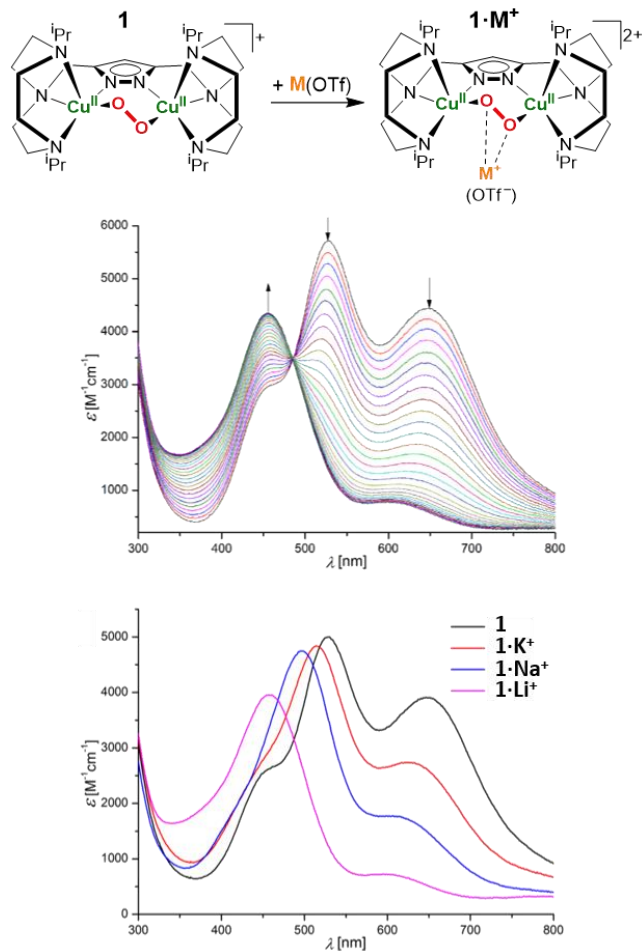 1
1·M⁺
iPr
iPr
+
N
N
N
N
N
N
CuII
CuII
O
O
N
N
iPr
iPr
+ M(OTf)
iPr
iPr
2+
N
N
N
N
N
N
CuII
CuII
O
O
N
N
iPr
iPr
M⁺
(OTf⁻)
6000
5000
4000
3000
2000
1000
ε [M⁻¹cm⁻¹]
300 400 500 600 700 800
λ [nm]
5000
4000
3000
2000
1000
0
ε [M⁻¹cm⁻¹]
1
1·K⁺
1·Na⁺
1·Li⁺
300 400 500 600 700 800
λ [nm]